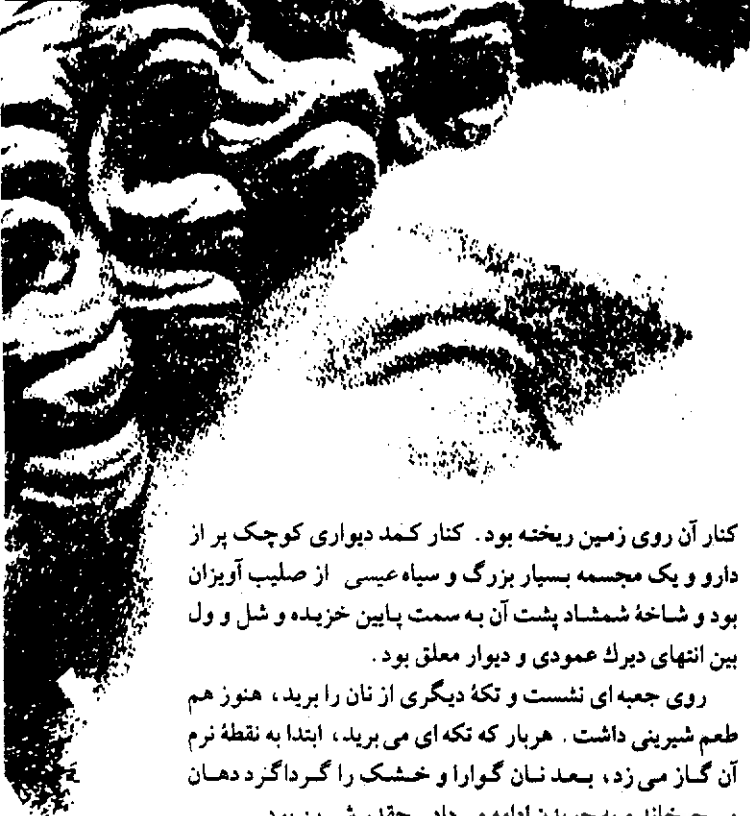 کنار آن روی زمین ریخته بود. کنار کمد دیواری کوچک پر از
دارو و یک مجسمه بسیار بزرگ و سیاه عیسی از صلیب آویزان
بود و شاخهٔ شمشاد پشت آن به سمت پایین خزیده و شل و ول
بین انتهای دیرك عمودی و دیوار معلق بود.
روی جعبه ای نشست و تکهٔ دیگری از نان را برید، هنوز هم
طعم شیرینی داشت. هربار که تکه ای می برید، ابتدا به نقطهٔ نرم
آن گاز می زد، بعد نان گوارا و خشک را گرداگرد دهان